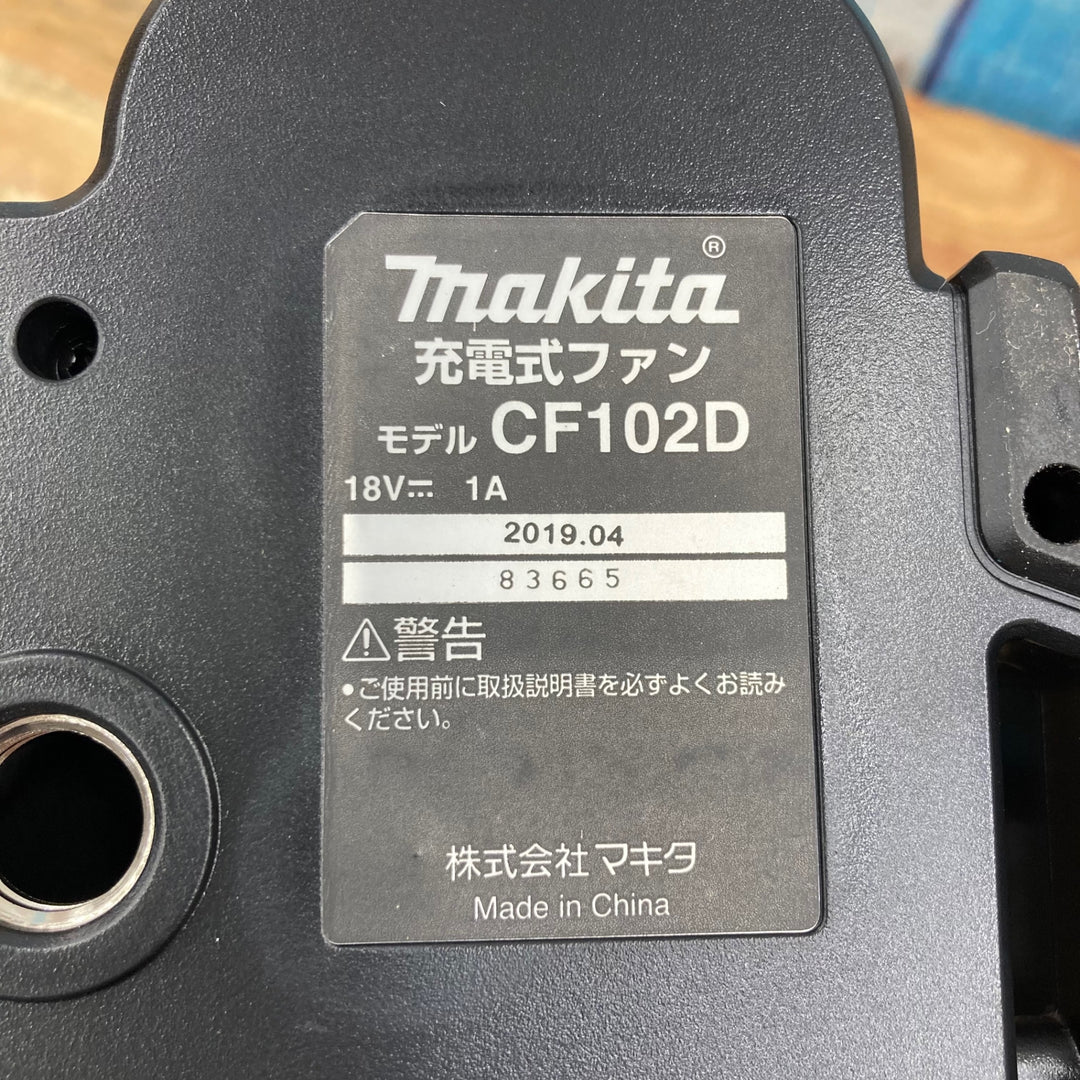 makita®
充電式ファン
モデル CF102D
18V⎓ 1A
2019.04
83665
⚠警告
●ご使用前に取扱説明書を必ずよくお読み
ください。
株式会社マキタ
Made in China